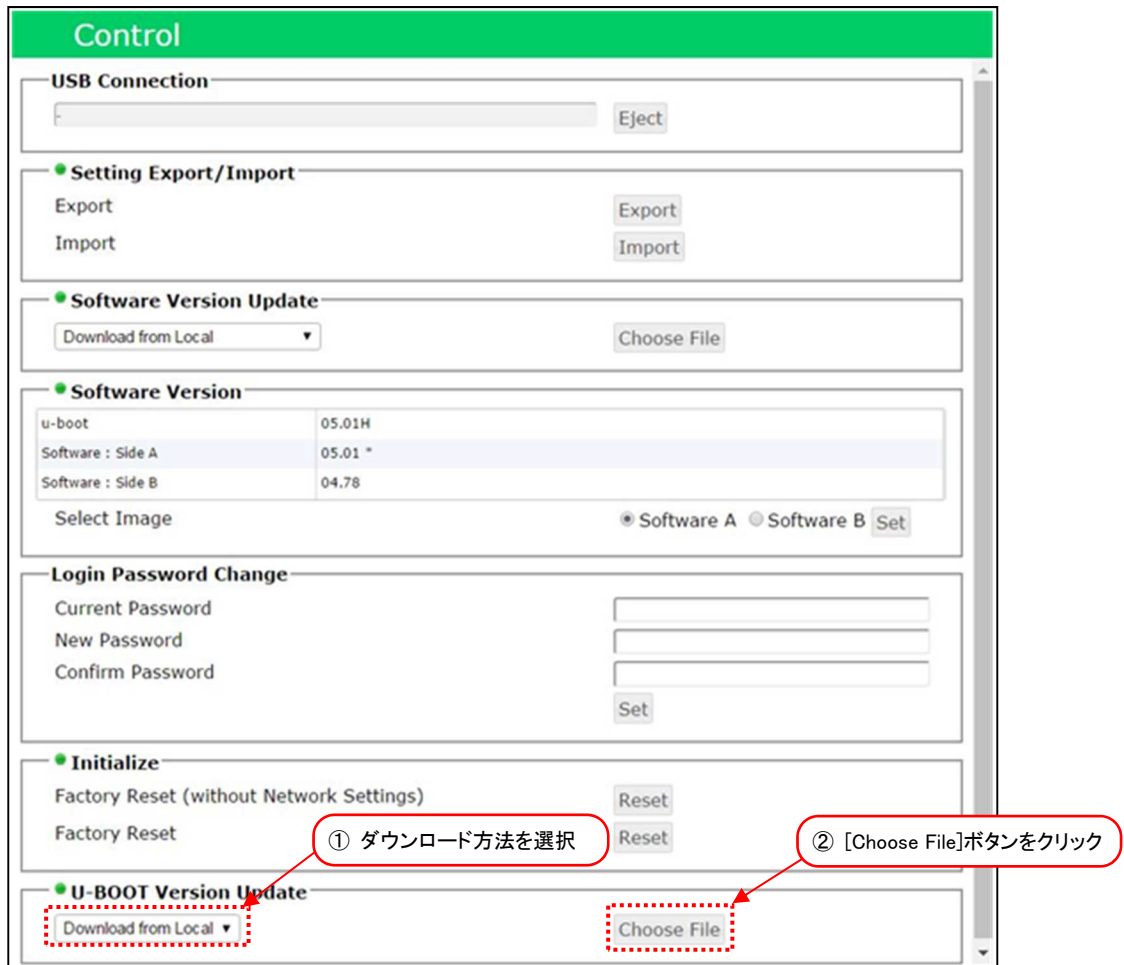 Control
USB Connection
-
Eject
Setting Export/Import
Export Export
Import Import
Software Version Update
Download from Local Choose File
Software Version
u-boot 05.01H
Software : Side A 05.01 *
Software : Side B 04.78
Select Image Software A Software B Set
Login Password Change
Current Password
New Password
Confirm Password
Set
Initialize
Factory Reset (without Network Settings) Reset
Factory Reset Reset
① ダウンロード方法を選択
② [Choose File]ボタンをクリック
U-BOOT Version Update
Download from Local Choose File